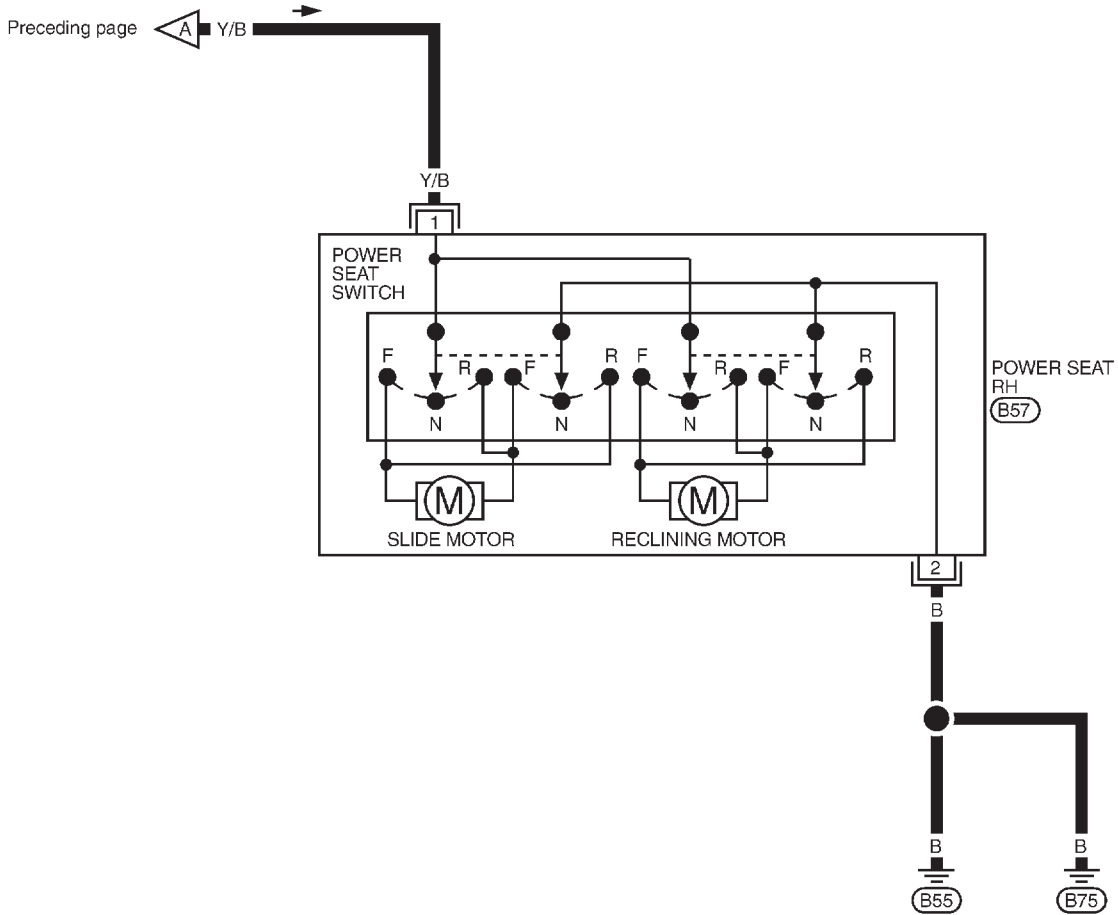 Preceding page A Y/B
Y/B
1
POWER
SEAT
SWITCH
F R F R F R F R
N N N N
POWER SEAT
RH
B57
M M
SLIDE MOTOR RECLINING MOTOR
2
B
B B
B55 B75